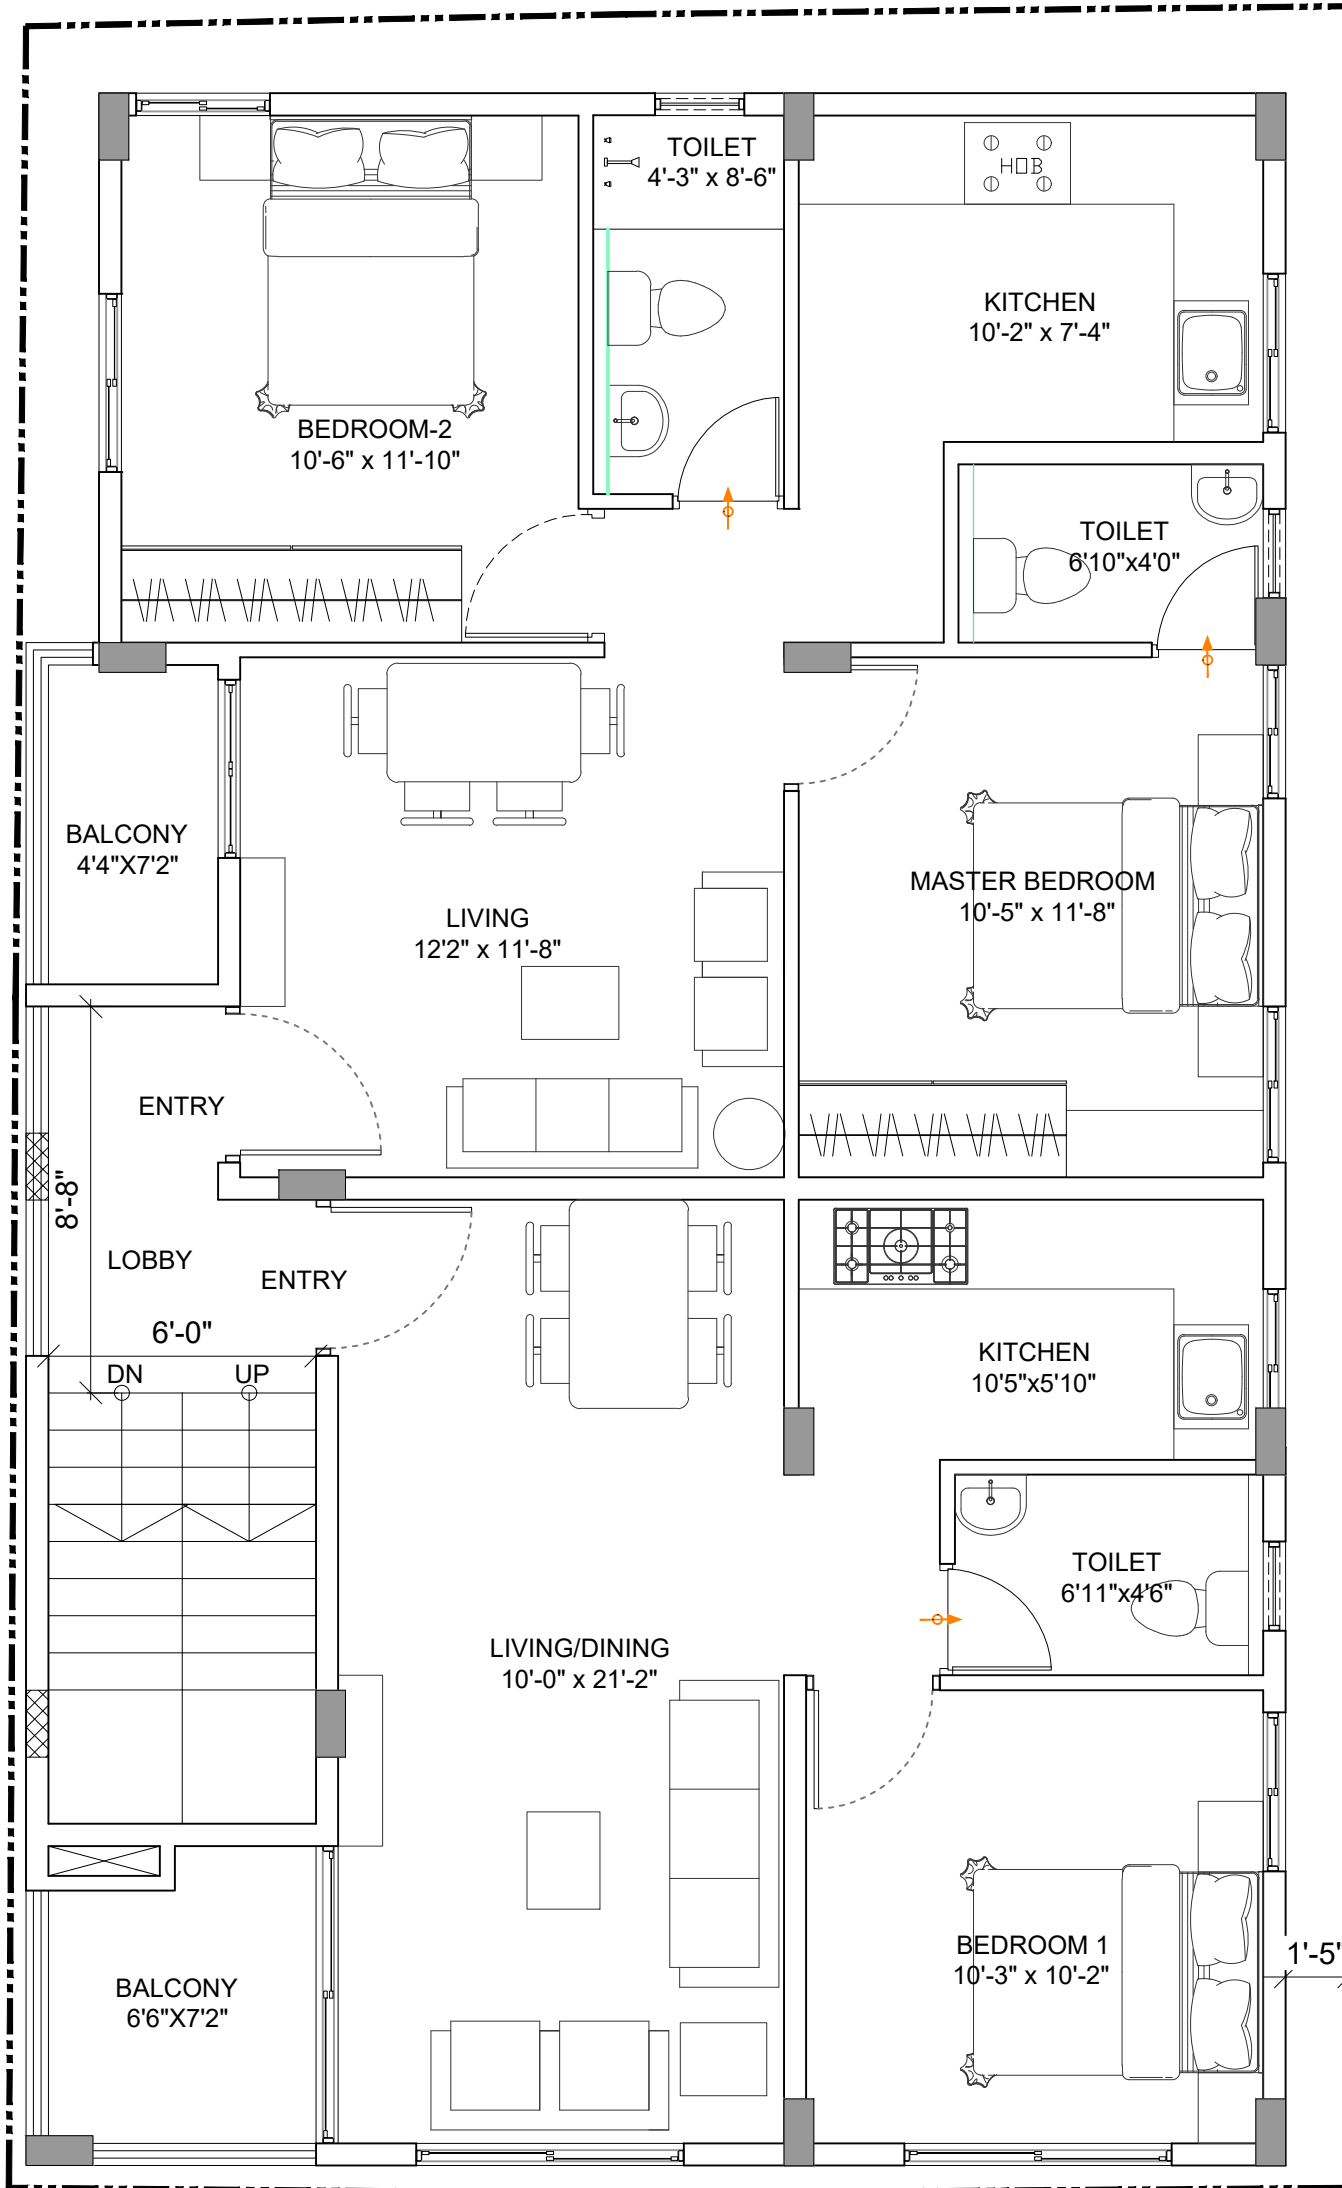 TOILET
4'-3" x 8'-6"
HOB
KITCHEN
10'-2" x 7'-4"
BEDROOM-2
10'-6" x 11'-10"
TOILET
6'10"x4'0"
BALCONY
4'4"X7'2"
LIVING
12'2" x 11'-8"
MASTER BEDROOM
10'-5" x 11'-8"
ENTRY
8'-8"
LOBBY
ENTRY
6'-0"
DN
UP
KITCHEN
10'5"x5'10"
TOILET
6'11"x4'6"
LIVING/DINING
10'-0" x 21'-2"
BEDROOM 1
10'-3" x 10'-2"
1'-5"
BALCONY
6'6"X7'2"